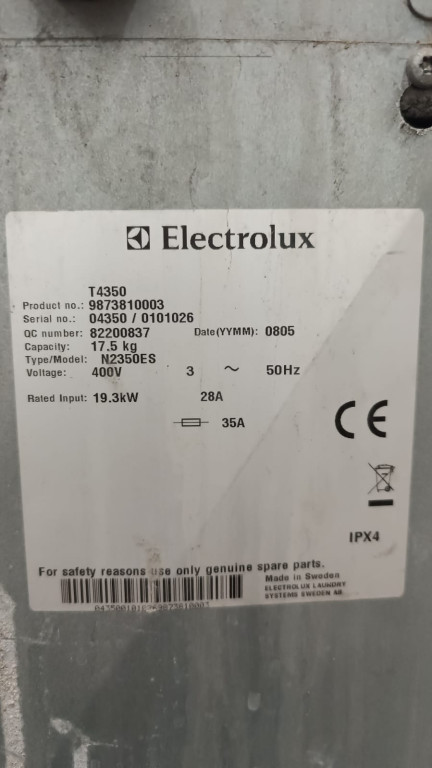 Electrolux
T4350
Product no.: 9873810003
Serial no.: 04350 / 0101026
QC number: 82200837 Date(YYMM): 0805
Capacity: 17.5 kg
Type/Model: N2350ES
Voltage: 400V 3 ~ 50Hz
Rated Input: 19.3kW 28A
35A
CE
IPX4
For safety reasons use only genuine spare parts.
Made in Sweden
ELECTROLUX LAUNDRY
SYSTEMS SWEDEN AB